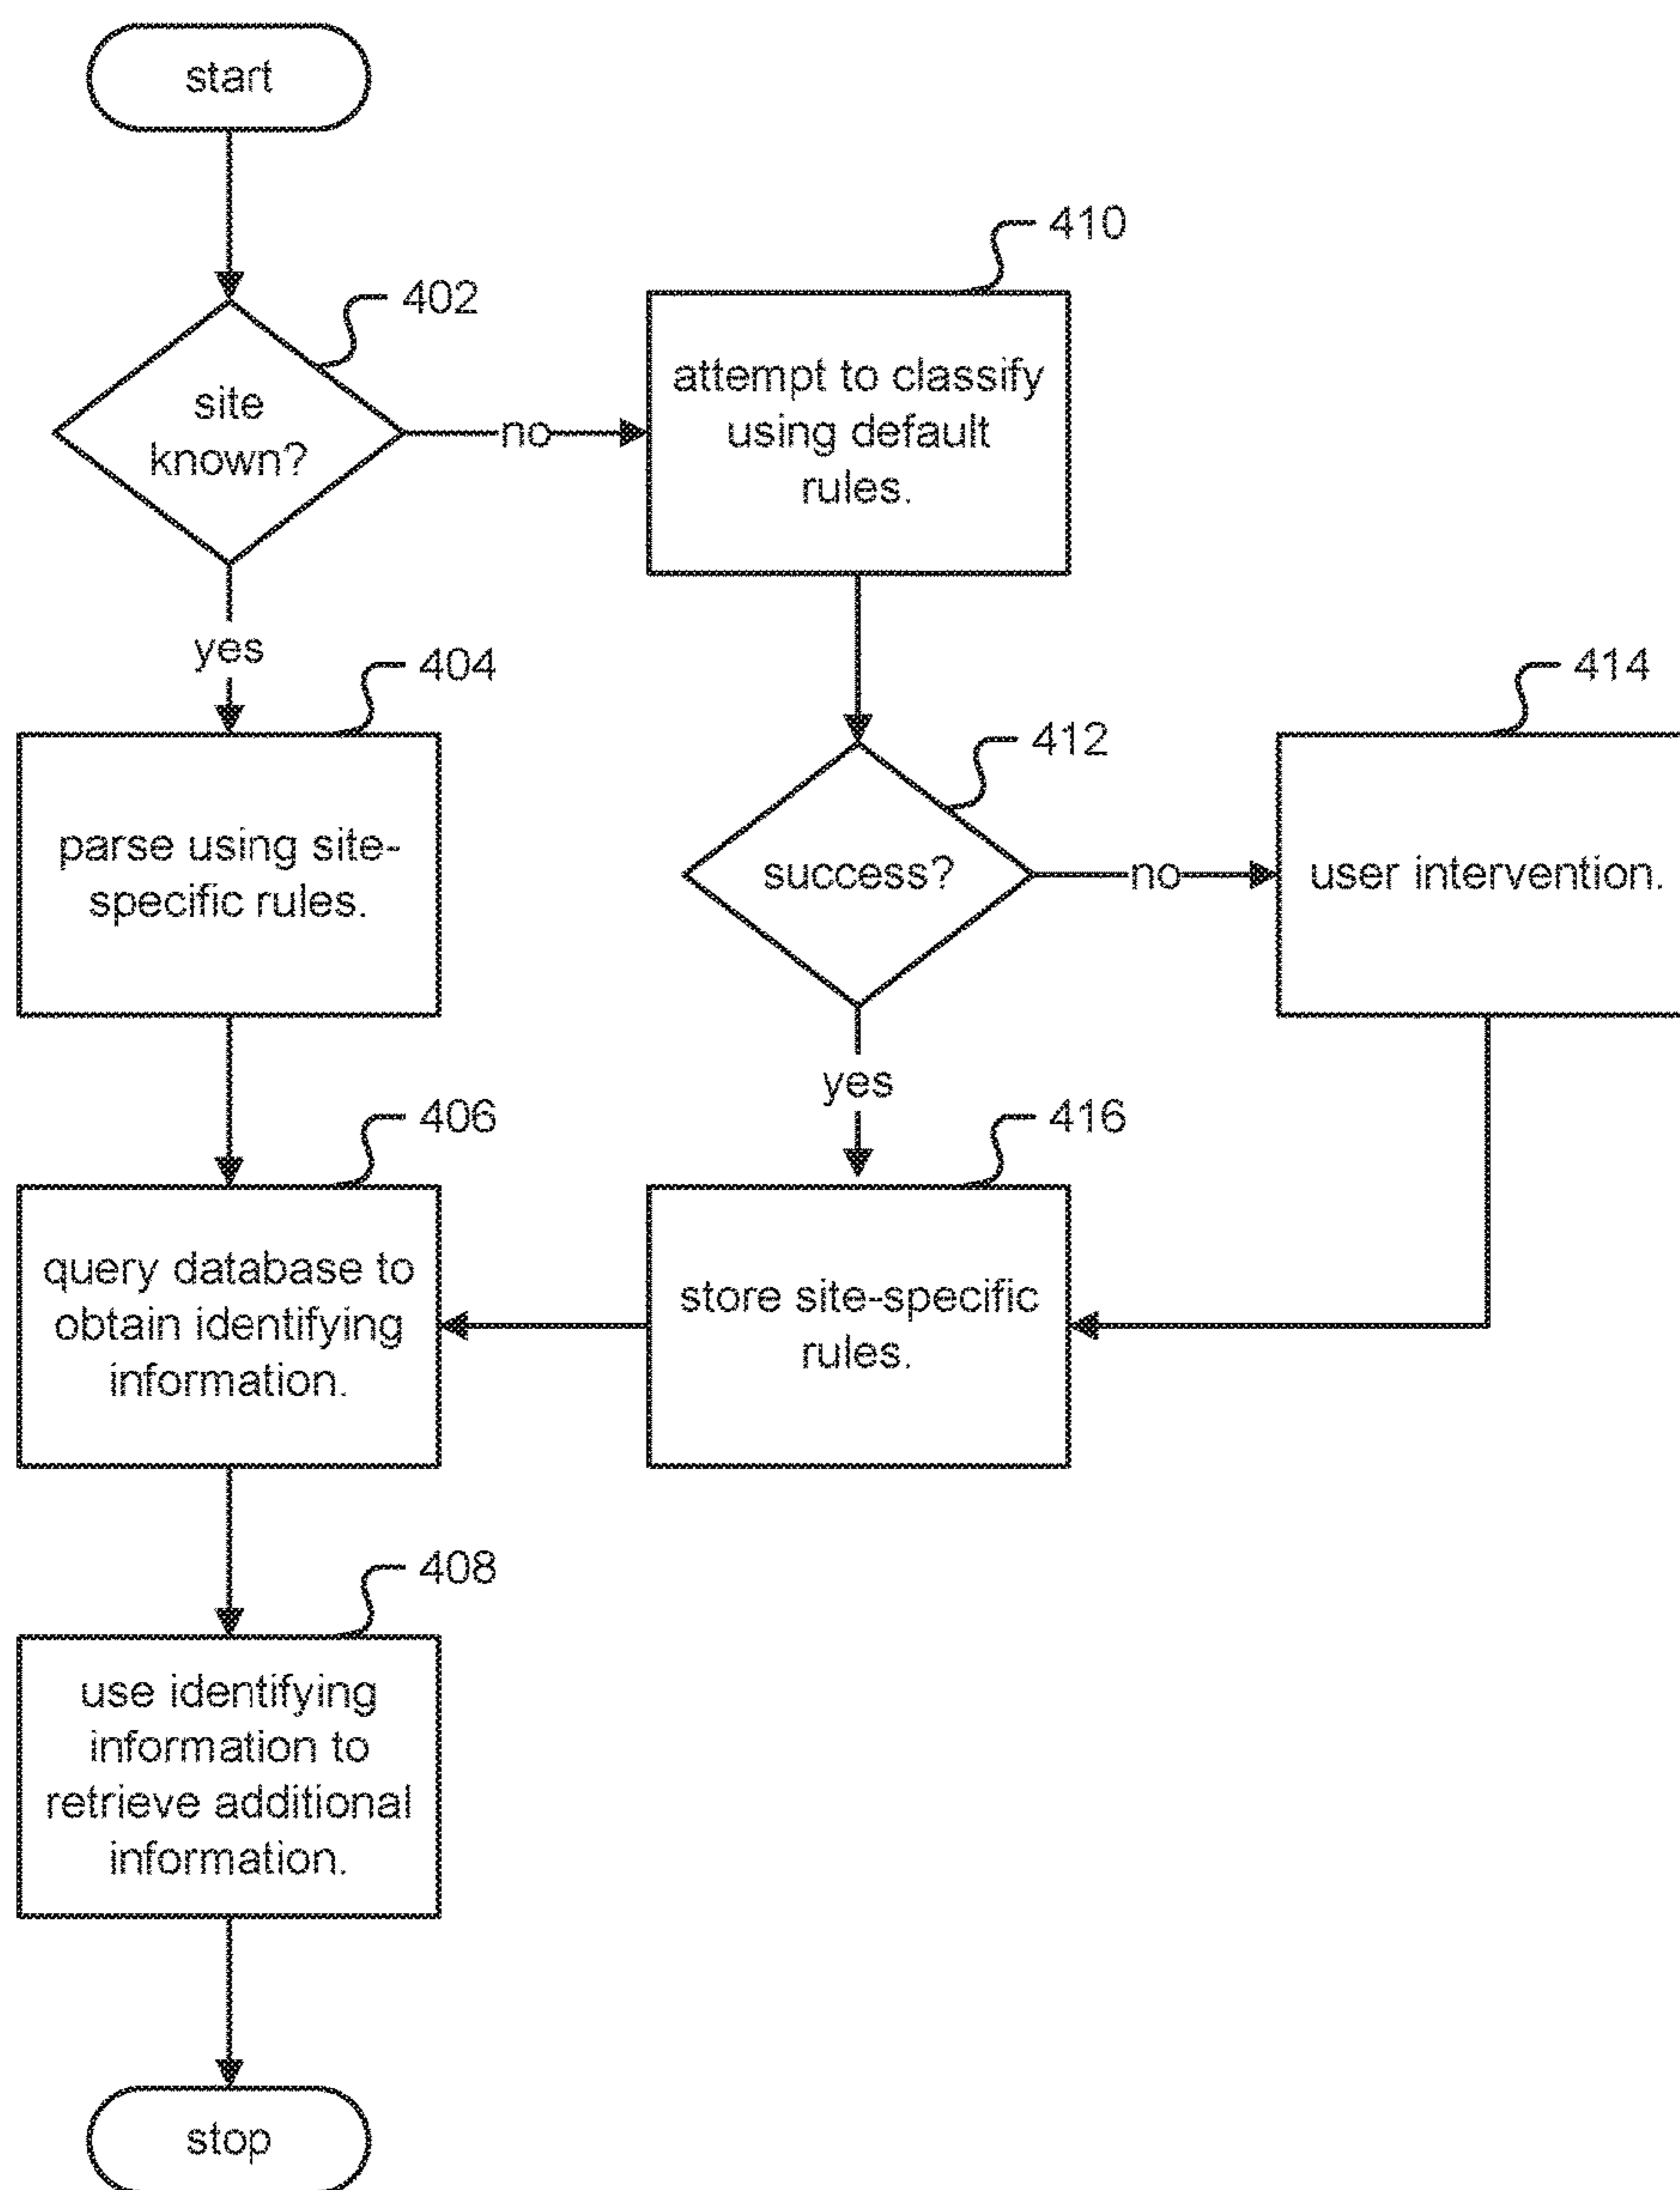 start
402
site
known?
no
410
attempt to classify
using default
rules.
yes
404
parse using site-
specific rules.
412
success?
no
414
user intervention.
yes
406
query database to
obtain identifying
information.
416
store site-specific
rules.
408
use identifying
information to
retrieve additional
information.
stop